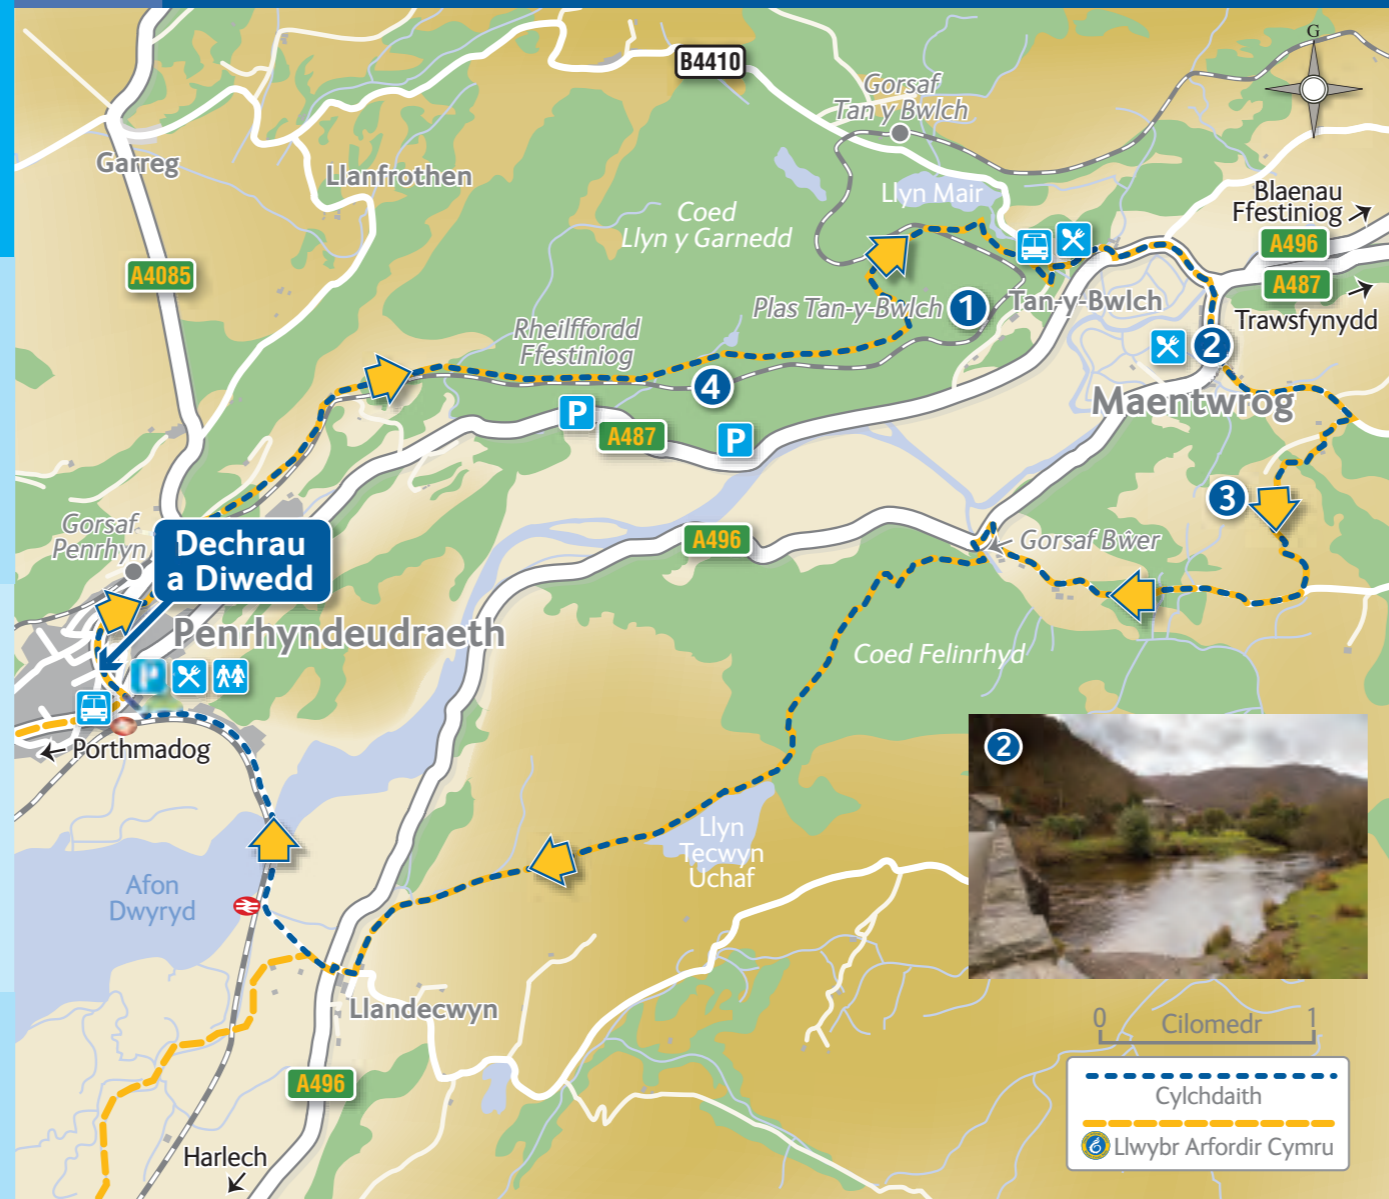 G
B4410
Gorsaf
Tan y Bwlch
Garreg
Llanfrothen
Llyn Mair
Blaenau
Ffestiniog
Coed
Llyn y Garnedd
A496
A4085
A487
Plas Tan-y-Bwlch
1
Tan-y-Bwlch
Trawsfynydd
Rheilffordd
Ffestiniog
2
4
Maentwrog
P
A487
P
3
Gorsaf
Penrhyn
Dechrau
a Diwedd
A496
Gorsaf Bŵer
Penrhyndeudraeth
Coed Felinrhyd
P
Porthmadog
2
Llyn
Tecwyn
Uchaf
Afon
Dwyryd
Llandecwyn
0 Cilomedr 1
A496
Cylchdaith
Llwybr Arfordir Cymru
Harlech